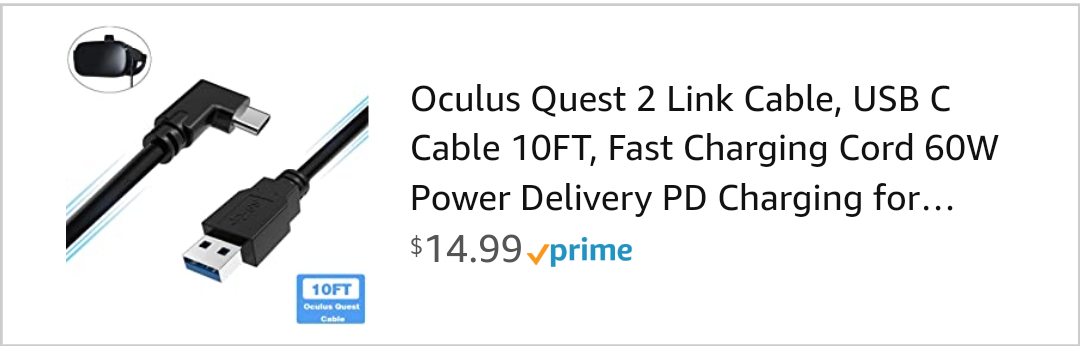 Oculus Quest 2 Link Cable, USB C
Cable 10FT, Fast Charging Cord 60W
Power Delivery PD Charging for...
$14.99 prime
10FT
Oculus Quest
Cable